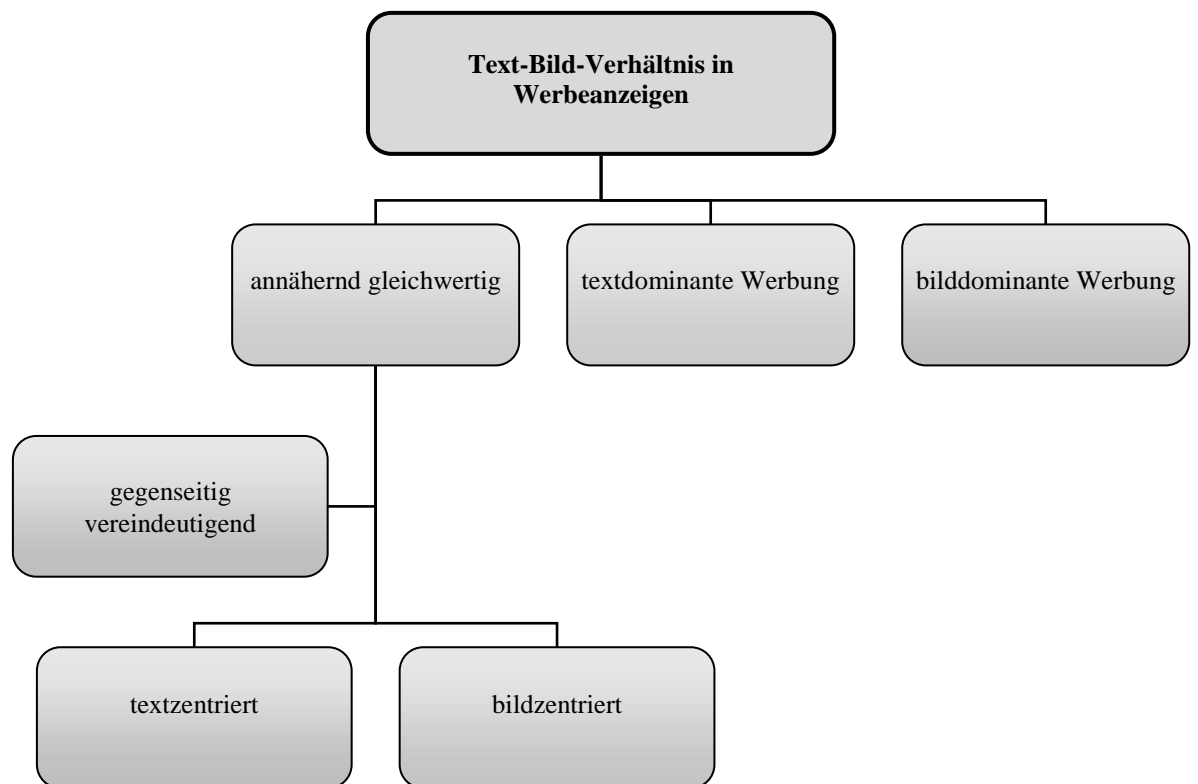 Text-Bild-Verhältnis in
Werbeanzeigen
annähernd gleichwertig
textdominante Werbung
bilddominante Werbung
gegenseitig
vereindeutigend
textzentriert
bildzentriert